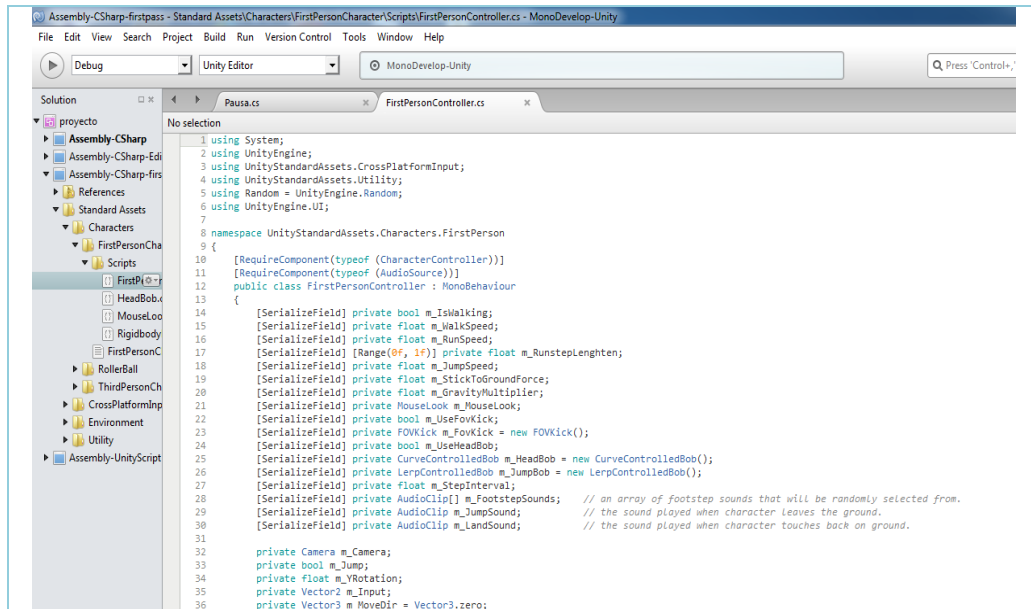 Assembly-CSharp-firstpass - Standard Assets\Characters\FirstPersonCharacter\Scripts\FirstPersonController.cs - MonoDevelop-Unity
File Edit View Search Project Build Run Version Control Tools Window Help
Debug Unity Editor MonoDevelop-Unity Press 'Control+,'
Solution
proyecto
Assembly-CSharp
Assembly-CSharp-Edi
Assembly-CSharp-firs
References
Standard Assets
Characters
FirstPersonCha
Scripts
FirstP
HeadBob.c
MouseLoo
Rigidbody
FirstPersonC
RollerBall
ThirdPersonCh
CrossPlatformInp
Environment
Utility
Assembly-UnityScript
Pausa.cs FirstPersonController.cs
No selection
1 using System;
2 using UnityEngine;
3 using UnityStandardAssets.CrossPlatformInput;
4 using UnityStandardAssets.Utility;
5 using Random = UnityEngine.Random;
6 using UnityEngine.UI;
7
8 namespace UnityStandardAssets.Characters.FirstPerson
9 {
10 [RequireComponent(typeof (CharacterController))]
11 [RequireComponent(typeof (AudioSource))]
12 public class FirstPersonController : MonoBehaviour
13 {
14 [SerializeField] private bool m_IsWalking;
15 [SerializeField] private float m_WalkSpeed;
16 [SerializeField] private float m_RunSpeed;
17 [SerializeField] [Range(0f, 1f)] private float m_RunstepLenghten;
18 [SerializeField] private float m_JumpSpeed;
19 [SerializeField] private float m_StickToGroundForce;
20 [SerializeField] private float m_GravityMultiplier;
21 [SerializeField] private MouseLook m_MouseLook;
22 [SerializeField] private bool m_UseFovKick;
23 [SerializeField] private FOVKick m_FovKick = new FOVKick();
24 [SerializeField] private bool m_UseHeadBob;
25 [SerializeField] private CurveControlledBob m_HeadBob = new CurveControlledBob();
26 [SerializeField] private LerpControlledBob m_JumpBob = new LerpControlledBob();
27 [SerializeField] private float m_StepInterval;
28 [SerializeField] private AudioClip[] m_FootstepSounds; // an array of footstep sounds that will be randomly selected from.
29 [SerializeField] private AudioClip m_JumpSound; // the sound played when character leaves the ground.
30 [SerializeField] private AudioClip m_LandSound; // the sound played when character touches back on ground.
31
32 private Camera m_Camera;
33 private bool m_Jump;
34 private float m_YRotation;
35 private Vector2 m_Input;
36 private Vector3 m_MoveDir = Vector3.zero;